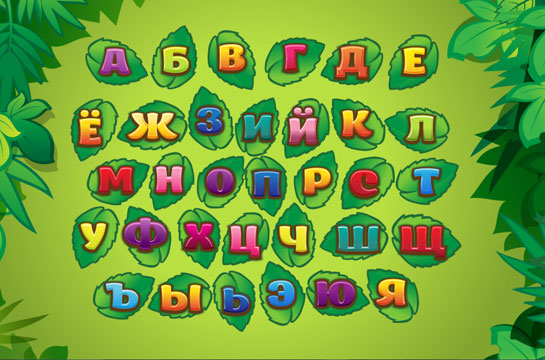 А Б В Г Д Е
Ё Ж З И Й К Л
М Н О П Р С Т
У Ф Х Ц Ч Ш Щ
Ъ Ы Ь Э Ю Я